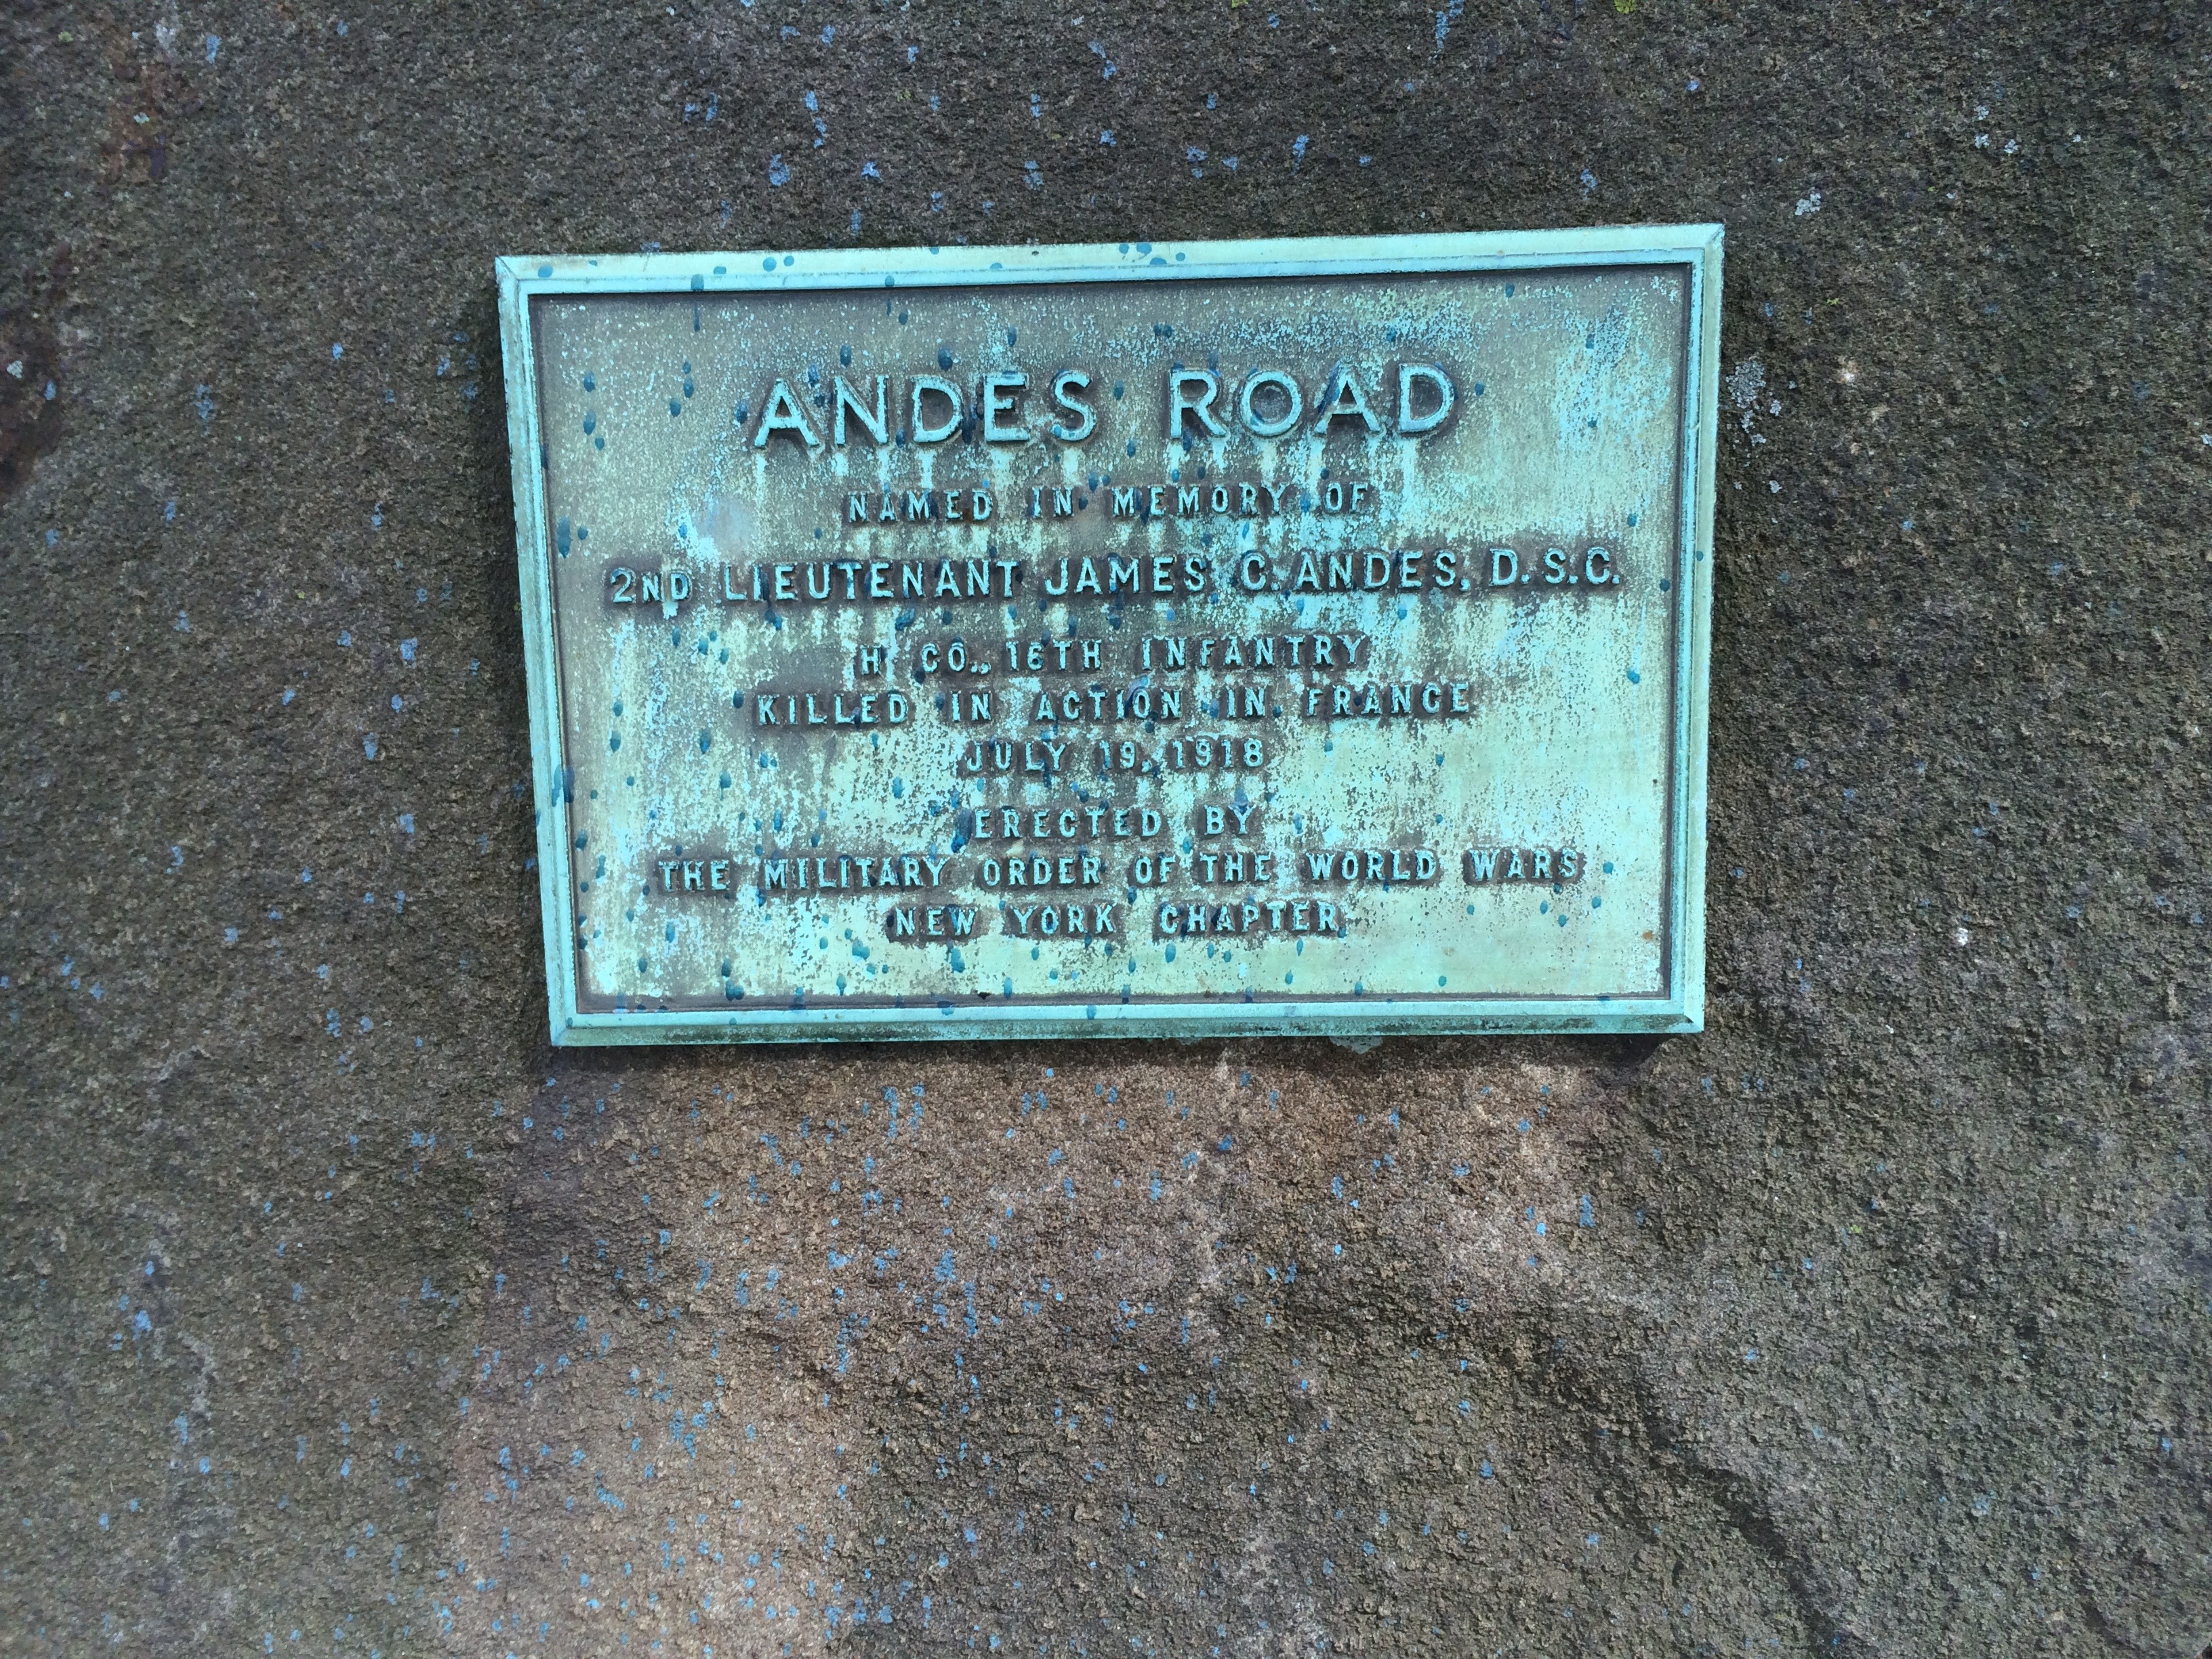 ANDES ROAD
NAMED IN MEMORY OF
2ND LIEUTENANT JAMES C. ANDES, D.S.C.
H CO., 16TH INFANTRY
KILLED IN ACTION IN FRANCE
JULY 19, 1918
ERECTED BY
THE MILITARY ORDER OF THE WORLD WARS
NEW YORK CHAPTER